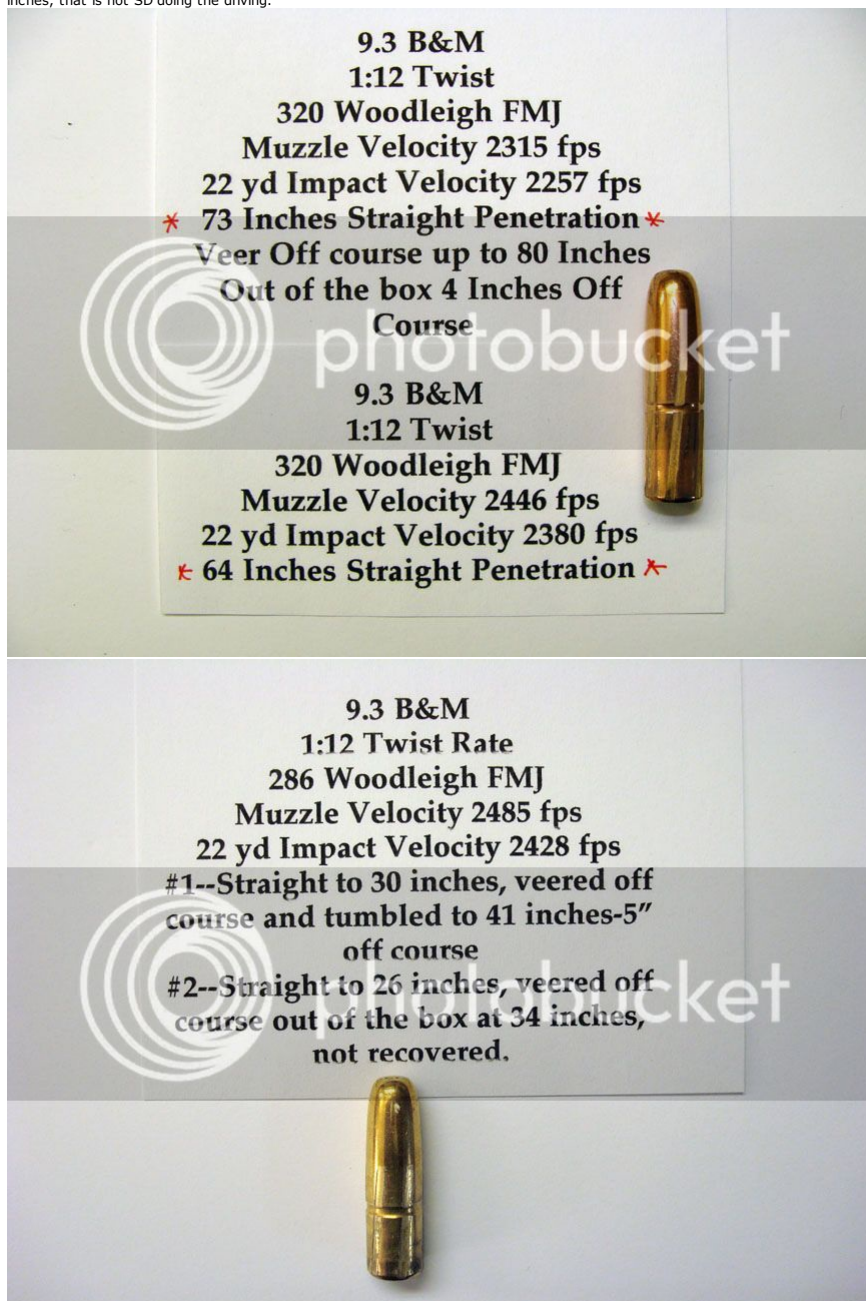 inches, that is not SD doing the driving.
9.3 B&M
1:12 Twist
320 Woodleigh FMJ
Muzzle Velocity 2315 fps
22 yd Impact Velocity 2257 fps
* 73 Inches Straight Penetration *
Veer Off course up to 80 Inches
Out of the box 4 Inches Off
Course
photobucket
9.3 B&M
1:12 Twist
320 Woodleigh FMJ
Muzzle Velocity 2446 fps
22 yd Impact Velocity 2380 fps
* 64 Inches Straight Penetration *
9.3 B&M
1:12 Twist Rate
286 Woodleigh FMJ
Muzzle Velocity 2485 fps
22 yd Impact Velocity 2428 fps
#1--Straight to 30 inches, veered off
course and tumbled to 41 inches-5″
off course
#2--Straight to 26 inches, veered off
photobucket
course out of the box at 34 inches,
not recovered.